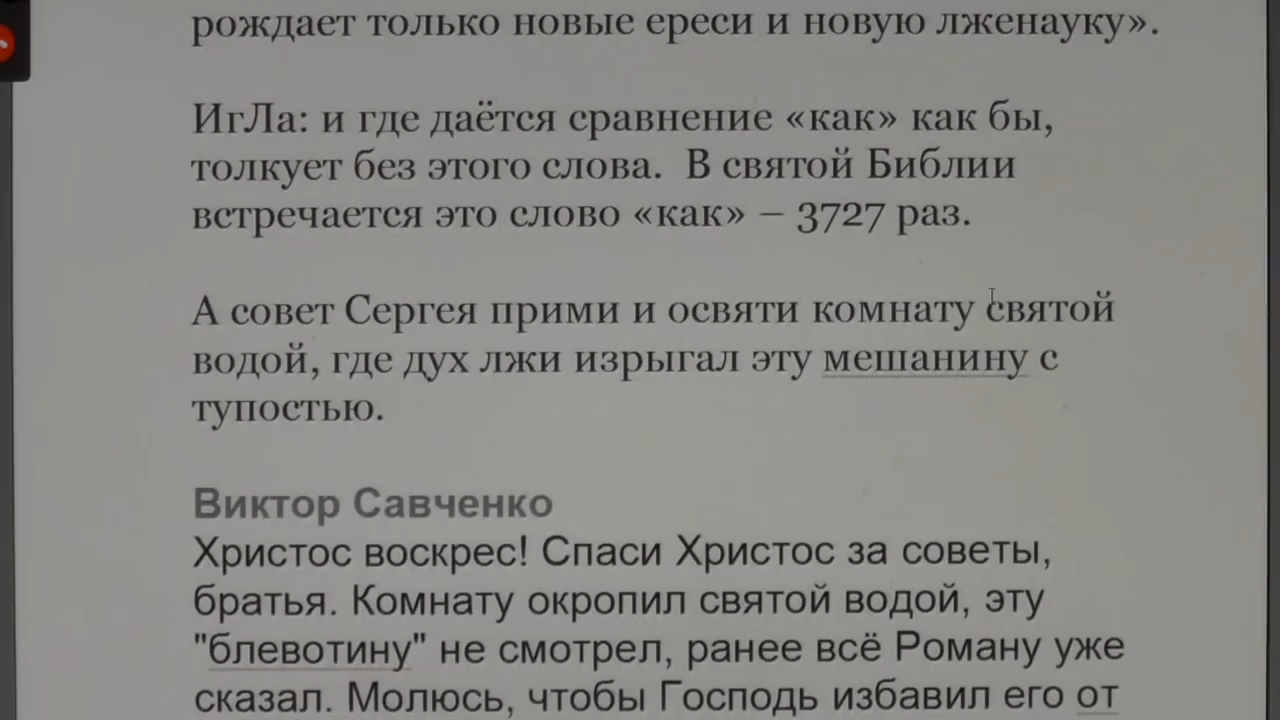 рождает только новые ереси и новую лженауку».
ИгЛа: и где даётся сравнение «как» как бы,
толкует без этого слова. В святой Библии
встречается это слово «как» – 3727 раз.
А совет Сергея прими и освяти комнату святой
водой, где дух лжи изрыгал эту мешанину с
тупостью.
Виктор Савченко
Христос воскрес! Спаси Христос за советы,
братья. Комнату окропил святой водой, эту
"блевотину" не смотрел, ранее всё Роману уже
сказал. Молюсь, чтобы Господь избавил его от